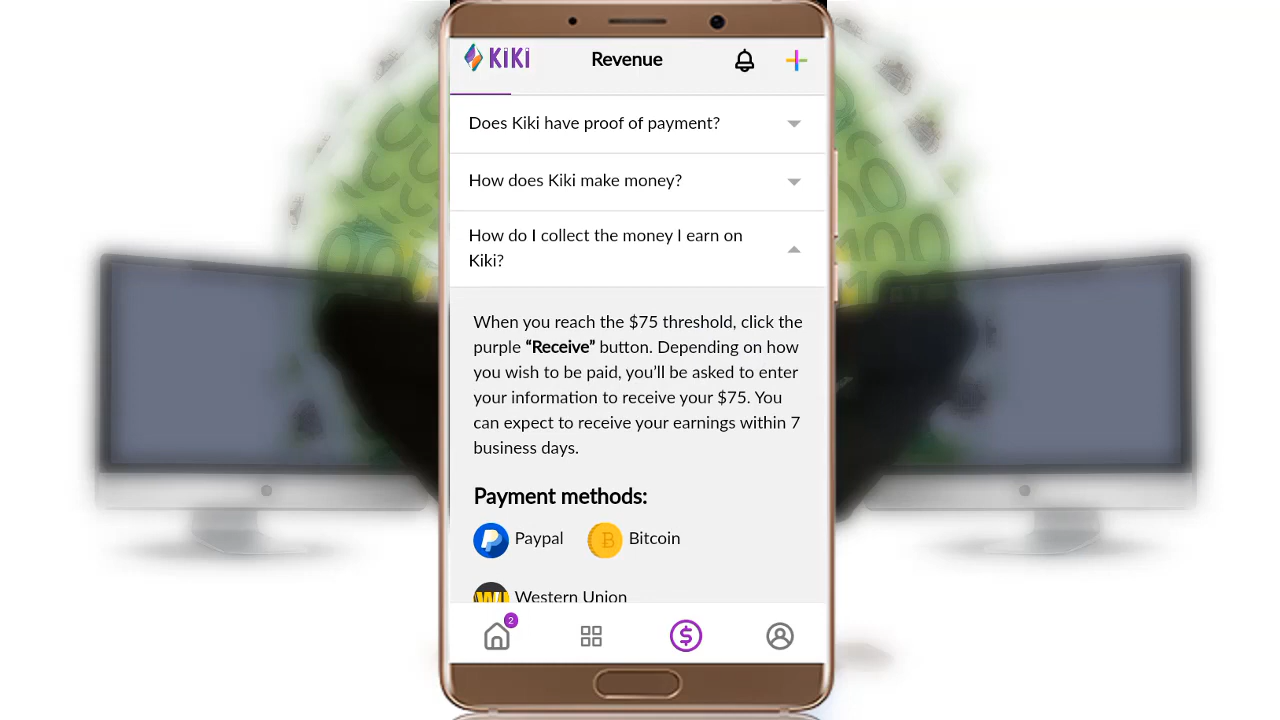 KiKi
Revenue
Does Kiki have proof of payment?
How does Kiki make money?
How do I collect the money I earn on
Kiki?
When you reach the $75 threshold, click the
purple “Receive” button. Depending on how
you wish to be paid, you’ll be asked to enter
your information to receive your $75. You
can expect to receive your earnings within 7
business days.
Payment methods:
Paypal Bitcoin
Western Union
2
100